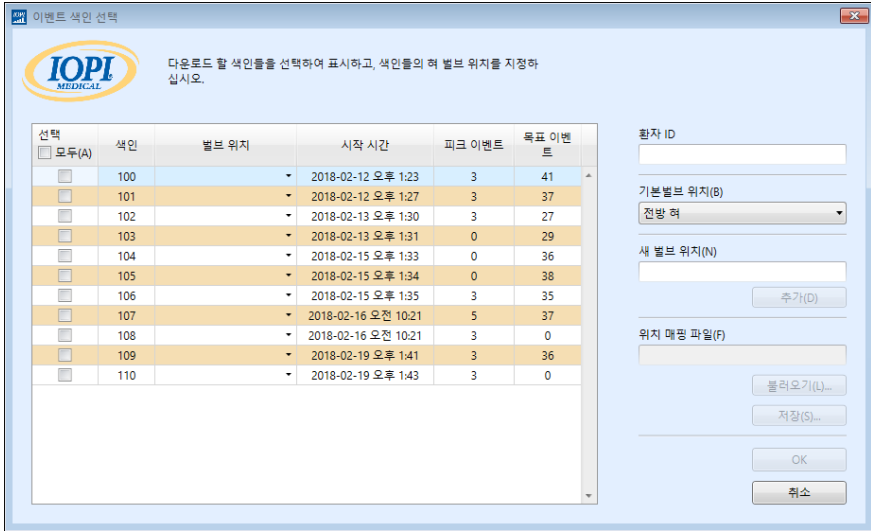 IOPI 이벤트 색인 선택
IOPI
MEDICAL
다운로드 할 색인들을 선택하여 표시하고, 색인들의 혀 벌브 위치를 지정하
십시오.
선택
모두(A)
색인
벌브 위치
시작 시간
피크 이벤트
목표 이벤
트
100 2018-02-12 오후 1:23 3 41
101 2018-02-12 오후 1:27 3 37
102 2018-02-13 오후 1:30 3 27
103 2018-02-13 오후 1:31 0 29
104 2018-02-15 오후 1:33 0 36
105 2018-02-15 오후 1:34 0 38
106 2018-02-15 오후 1:35 3 35
107 2018-02-16 오전 10:21 5 37
108 2018-02-16 오전 10:21 3 0
109 2018-02-19 오후 1:41 3 36
110 2018-02-19 오후 1:43 3 0
환자 ID
기본벌브 위치(B)
전방 혀
새 벌브 위치(N)
추가(D)
위치 매핑 파일(F)
불러오기(L)...
저장(S)...
OK
취소